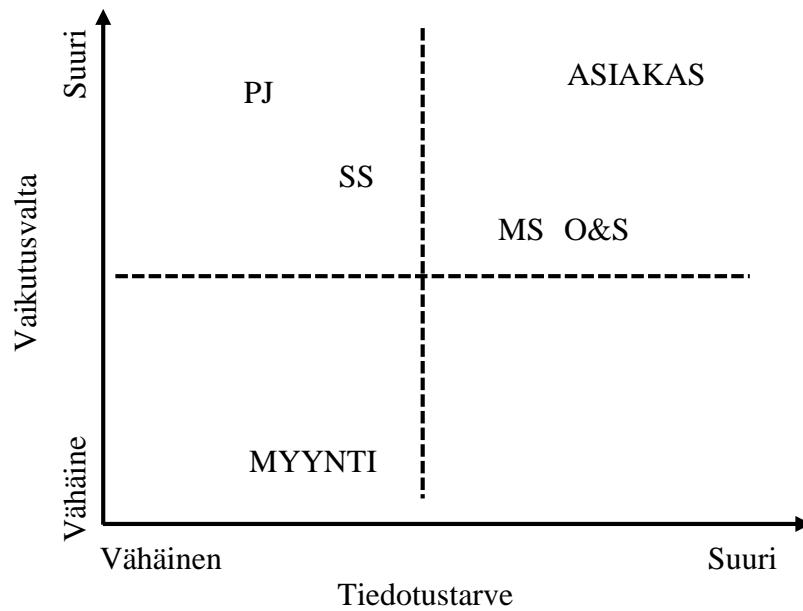 Suuri
ASIAKAS
PJ
SS
Vaikutusvalta
MS O&S
MYYNTI
Vähäine
Vähäinen
Suuri
Tiedotustarve